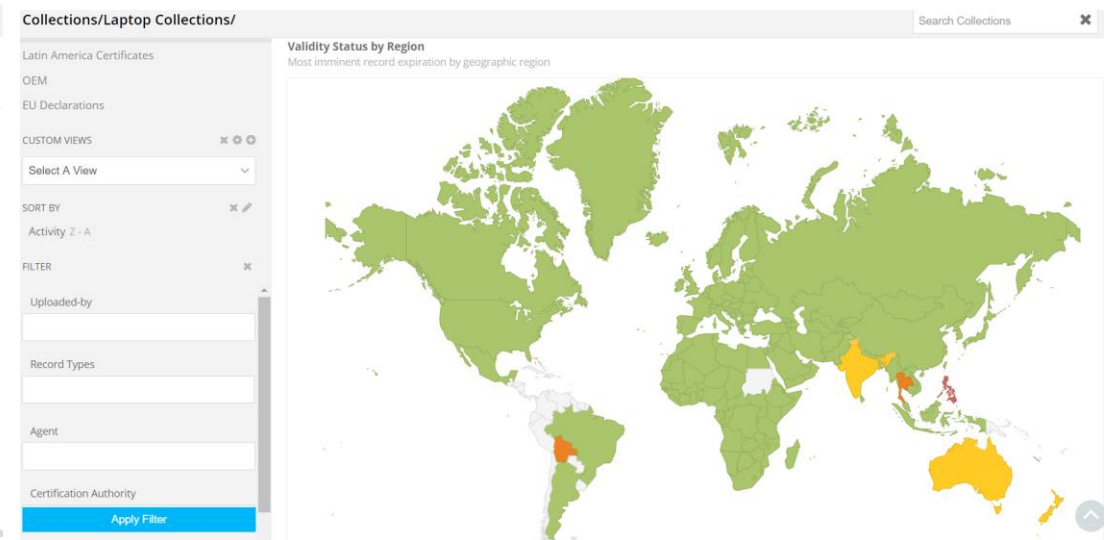 Collections/Laptop Collections/
Search Collections
Latin America Certificates
OEM
EU Declarations
CUSTOM VIEWS
Select A View
SORT BY
Activity Z - A
FILTER
Uploaded-by
Record Types
Agent
Certification Authority
Apply Filter
Validity Status by Region
Most imminent record expiration by geographic region